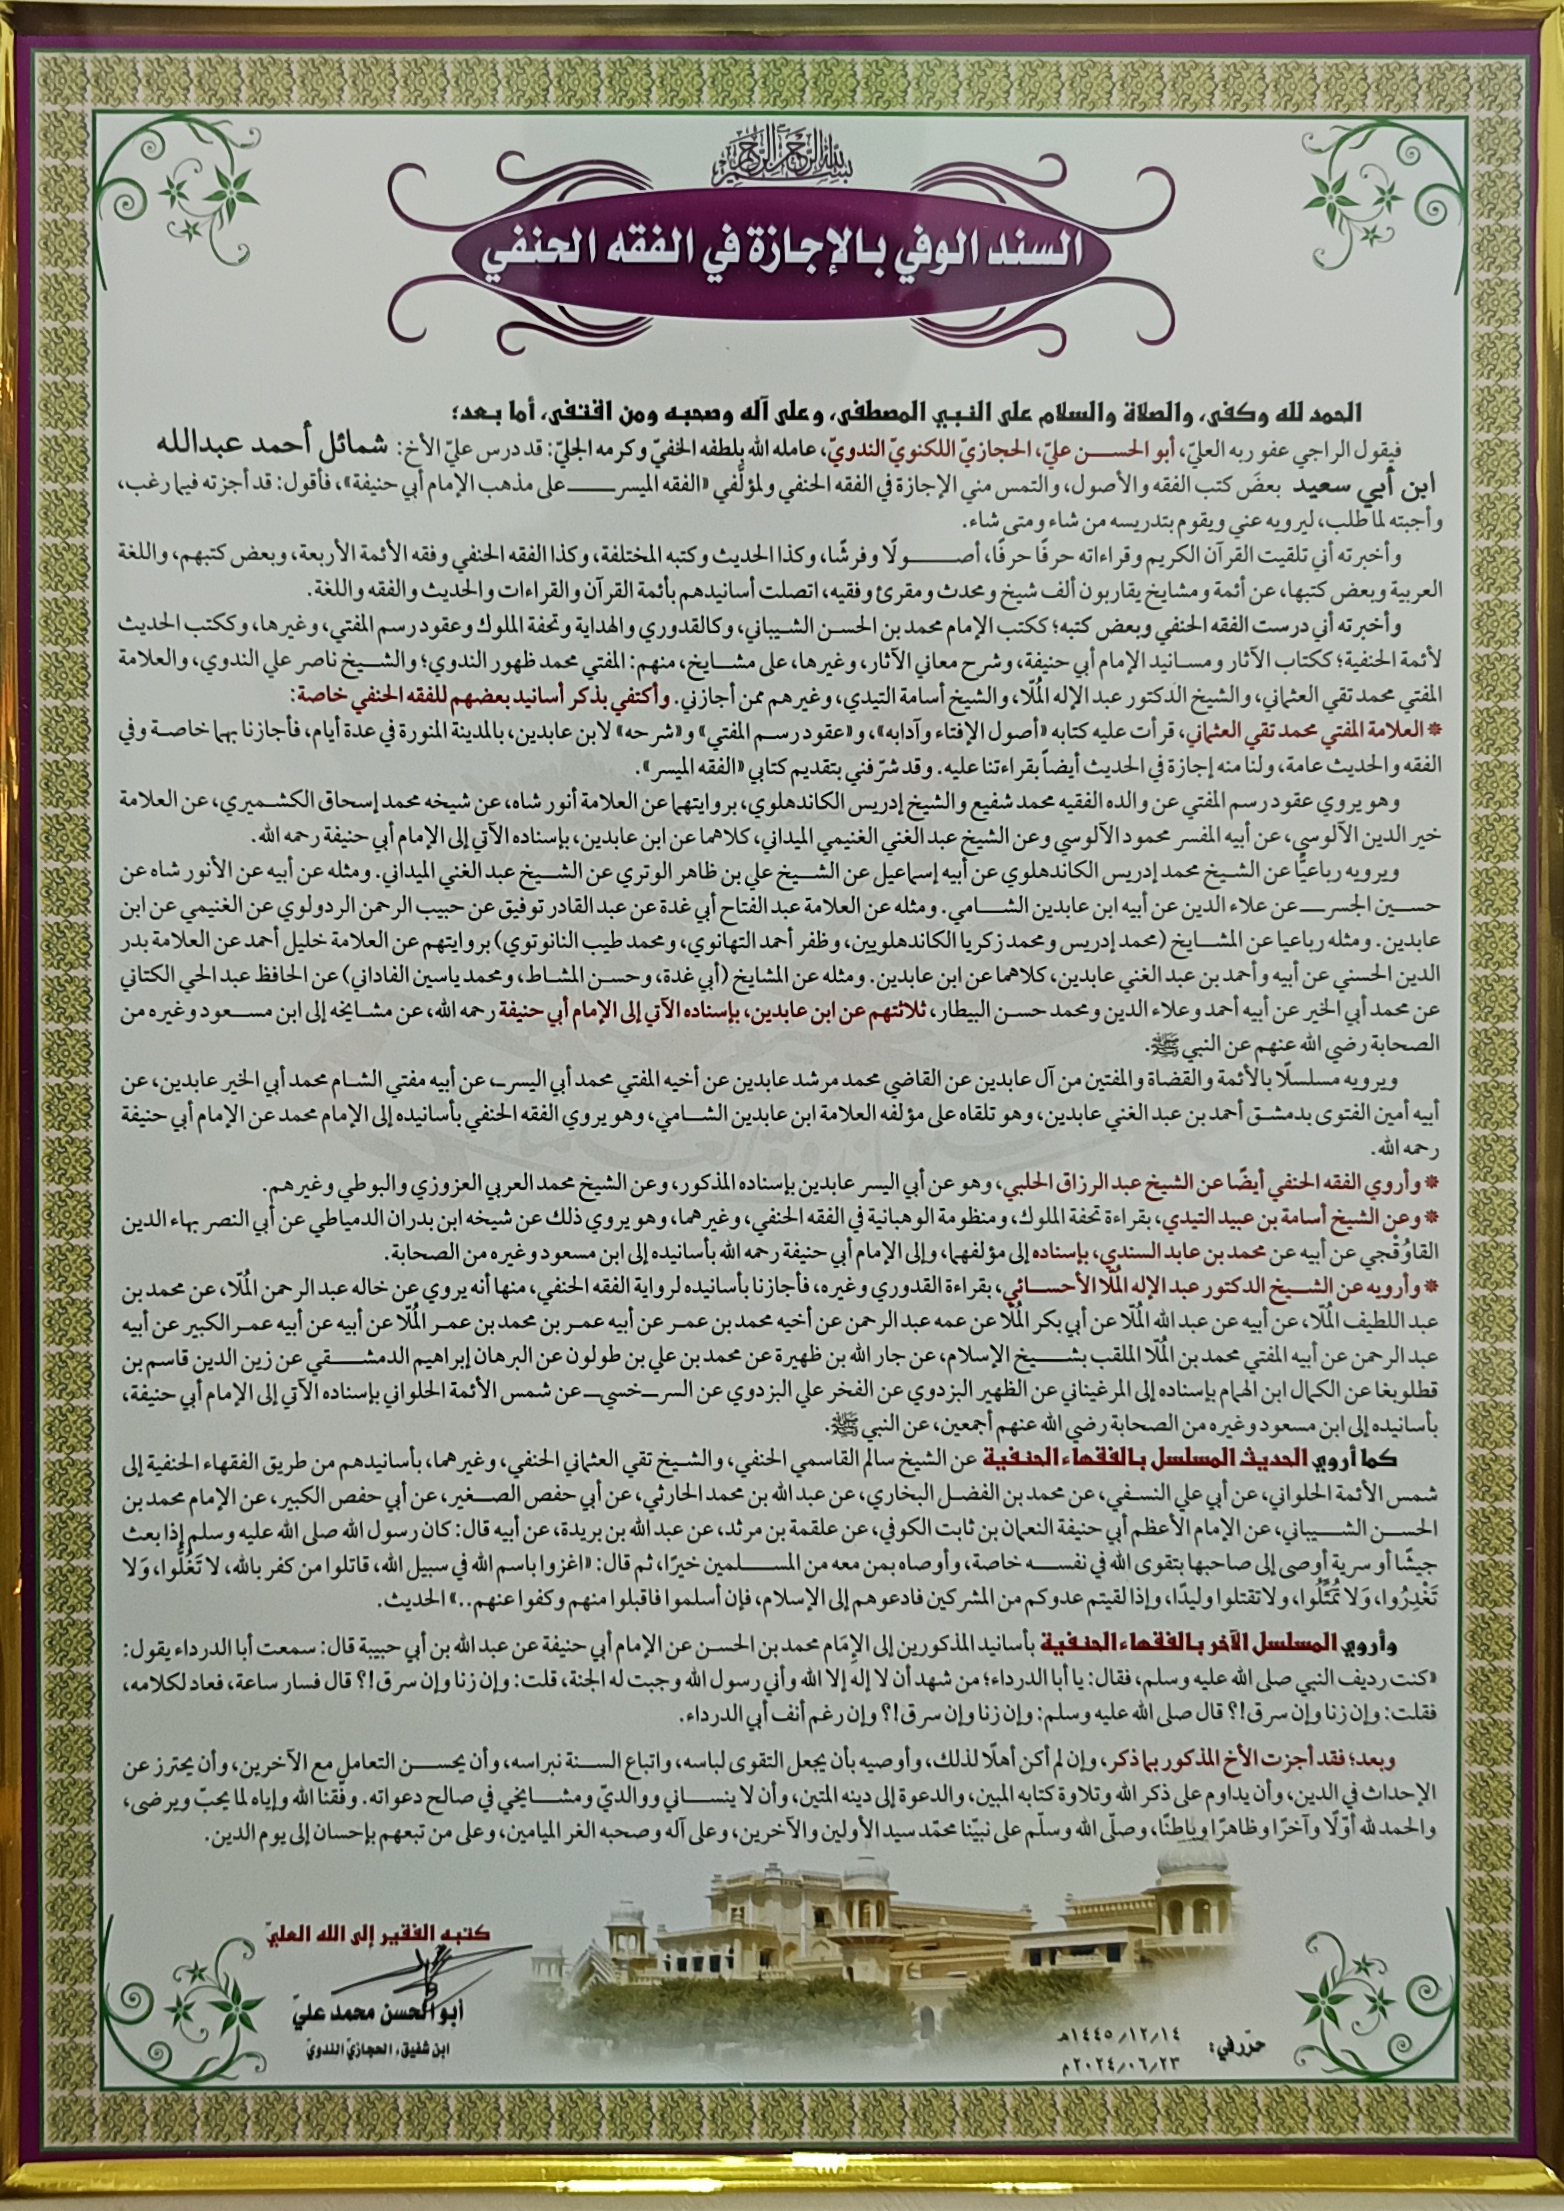 بسم الله الرحمن الرحيم
السند الوفي بالإجازة في الفقه الحنفي
الحمد لله وكفى، والصلاة والسلام على النبي المصطفى، وعلى آله وصحبه ومن اقتفى، أما بعد؛
فيقول الراجي عفو ربه العليّ، أبو الحسن عليّ، الحجازيّ اللكنويّ الندويّ، عامله الله بلطفه الخفيّ وكرمه الجليّ: قد درس عليّ الأخ: شمائل أحمد عبدالله
ابن أبي سعيد بعضَ كتب الفقه والأصول، والتمس مني الإجازة في الفقه الحنفي ولمؤلَّفي «الفقه الميسر على مذهب الإمام أبي حنيفة»، فأقول: قد أجزته فيما رغب،
وأجبته لما طلب، ليرويه عني ويقوم بتدريسه من شاء ومتى شاء.
وأخبرته أني تلقيت القرآن الكريم وقراءاته حرفًا حرفًا، أصولًا وفرشًا، وكذا الحديث وكتبه المختلفة، وكذا الفقه الحنفي وفقه الأئمة الأربعة، وبعض كتبهم، واللغة
العربية وبعض كتبها، عن أئمة ومشايخ يقاربون ألف شيخ ومحدث ومقرئ وفقيه، اتصلت أسانيدهم بأئمة القرآن والقراءات والحديث والفقه واللغة.
وأخبرته أني درست الفقه الحنفي وبعض كتبه؛ ككتب الإمام محمد بن الحسن الشيباني، وكالقدوري والهداية وتحفة الملوك وعقود رسم المفتي، وغيرها، وككتب الحديث
لأئمة الحنفية؛ ككتاب الآثار ومسانيد الإمام أبي حنيفة، وشرح معاني الآثار، وغيرها، على مشايخ، منهم: المفتي محمد ظهور الندوي؛ والشيخ ناصر علي الندوي، والعلامة
المفتي محمد تقي العثماني، والشيخ الدكتور عبد الإله المُلّا، والشيخ أسامة التيدي، وغيرهم ممن أجازني. وأكتفي بذكر أسانيد بعضهم للفقه الحنفي خاصة:
* العلامة المفتي محمد تقي العثماني، قرأت عليه كتابه «أصول الإفتاء وآدابه»، و«عقود رسم المفتي» و«شرحه» لابن عابدين، بالمدينة المنورة في عدة أيام، فأجازنا بهما خاصة وفي
الفقه والحديث عامة، ولنا منه إجازة في الحديث أيضاً بقراءتنا عليه. وقد شرّفني بتقديم كتابي «الفقه الميسر».
وهو يروي عقود رسم المفتي عن والده الفقيه محمد شفيع والشيخ إدريس الكاندهلوي، بروايتهما عن العلامة أنور شاه، عن شيخه محمد إسحاق الكشميري، عن العلامة
خير الدين الآلوسي، عن أبيه المفسر محمود الآلوسي وعن الشيخ عبد الغني الغنيمي الميداني، كلاهما عن ابن عابدين، بإسناده الآتي إلى الإمام أبي حنيفة رحمه الله.
ويرويه رباعيًّا عن الشيخ محمد إدريس الكاندهلوي عن أبيه إسماعيل عن الشيخ علي بن ظاهر الوتري عن الشيخ عبد الغني الميداني. ومثله عن أبيه عن الأنور شاه عن
حسين الجسر عن علاء الدين عن أبيه ابن عابدين الشامي. ومثله عن العلامة عبد الفتاح أبي غدة عن عبد القادر توفيق عن حبيب الرحمن الردولوي عن الغنيمي عن ابن
عابدين. ومثله رباعيا عن المشايخ (محمد إدريس ومحمد زكريا الكاندهلويين، وظفر أحمد التهانوي، ومحمد طيب النانوتوي) بروايتهم عن العلامة خليل أحمد عن العلامة بدر
الدين الحسني عن أبيه وأحمد بن عبد الغني عابدين، كلاهما عن ابن عابدين. ومثله عن المشايخ (أبي غدة، وحسن المشاط، ومحمد ياسين الفاداني) عن الحافظ عبد الحي الكتاني
عن محمد أبي الخير عن أبيه أحمد وعلاء الدين ومحمد حسن البيطار، ثلاثتهم عن ابن عابدين، بإسناده الآتي إلى الإمام أبي حنيفة رحمه الله، عن مشايخه إلى ابن مسعود وغيره من
الصحابة رضي الله عنهم عن النبي ﷺ.
ويرويه مسلسلًا بالأئمة والقضاة والمفتين من آل عابدين عن القاضي محمد مرشد عابدين عن أخيه المفتي محمد أبي اليسر، عن أبيه مفتي الشام محمد أبي الخير عابدين، عن
أبيه أمين الفتوى بدمشق أحمد بن عبد الغني عابدين، وهو تلقاه على مؤلفه العلامة ابن عابدين الشامي، وهو يروي الفقه الحنفي بأسانيده إلى الإمام محمد عن الإمام أبي حنيفة
رحمه الله.
* وأروي الفقه الحنفي أيضًا عن الشيخ عبد الرزاق الحلبي، وهو عن أبي اليسر عابدين بإسناده المذكور، وعن الشيخ محمد العربي العزوزي والبوطي وغيرهم.
* وعن الشيخ أسامة بن عبيد التيدي، بقراءة تحفة الملوك، ومنظومة الوهبانية في الفقه الحنفي، وغيرهما، وهو يروي ذلك عن شيخه ابن بدران الدمياطي عن أبي النصر بهاء الدين
القاوُقْجي عن أبيه عن محمد بن عابد السندي، بإسناده إلى مؤلفهما، وإلى الإمام أبي حنيفة رحمه الله بأسانيده إلى ابن مسعود وغيره من الصحابة.
* وأرويه عن الشيخ الدكتور عبد الإله المُلّا الأحسائي، بقراءة القدوري وغيره، فأجازنا بأسانيده لرواية الفقه الحنفي، منها أنه يروي عن خاله عبد الرحمن المُلّا، عن محمد بن
عبد اللطيف المُلّا، عن أبيه عن عبد الله المُلّا عن أبي بكر المُلّا عن عمه عبد الرحمن عن أخيه محمد بن عمر عن أبيه عمر بن محمد بن عمر المُلّا عن أبيه عن أبيه عمر الكبير عن أبيه
عبد الرحمن عن أبيه المفتي محمد بن المُلّا الملقب بشيخ الإسلام، عن جار الله بن ظهيرة عن محمد بن علي بن طولون عن البرهان إبراهيم الدمشقي عن زين الدين قاسم بن
قطلوبغا عن الكمال ابن الهمام بإسناده إلى المرغيناني عن الظهير البزدوي عن الفخر علي البزدوي عن السرخسي عن شمس الأئمة الحلواني بإسناده الآتي إلى الإمام أبي حنيفة،
بأسانيده إلى ابن مسعود وغيره من الصحابة رضي الله عنهم أجمعين، عن النبي ﷺ.
كما أروي الحديث المسلسل بالفقهاء الحنفية عن الشيخ سالم القاسمي الحنفي، والشيخ تقي العثماني الحنفي، وغيرهما، بأسانيدهم من طريق الفقهاء الحنفية إلى
شمس الأئمة الحلواني، عن أبي علي النسفي، عن محمد بن الفضل البخاري، عن عبد الله بن محمد الحارثي، عن أبي حفص الصغير، عن أبي حفص الكبير، عن الإمام محمد بن
الحسن الشيباني، عن الإمام الأعظم أبي حنيفة النعمان بن ثابت الكوفي، عن علقمة بن مرثد، عن عبد الله بن بريدة، عن أبيه قال: كان رسول الله صلى الله عليه وسلم إذا بعث
جيشًا أو سرية أوصى إلى صاحبها بتقوى الله في نفسه خاصة، وأوصاه بمن معه من المسلمين خيرًا، ثم قال: «اغزوا باسم الله في سبيل الله، قاتلوا من كفر بالله، لا تَغُلُّوا، وَلا
تَغْدِرُوا، وَلا تُمَثِّلُوا، ولا تقتلوا وليدًا، وإذا لقيتم عدوكم من المشركين فادعوهم إلى الإسلام، فإن أسلموا فاقبلوا منهم وكفوا عنهم..» الحديث.
وأروي المسلسل الآخر بالفقهاء الحنفية بأسانيد المذكورين إلى الإمَام محمد بن الحسن عن الإمام أبي حنيفة عن عبد الله بن أبي حبيبة قال: سمعت أبا الدرداء يقول:
«كنت رديف النبي صلى الله عليه وسلم، فقال: يا أبا الدرداء؛ من شهد أن لا إله إلا الله وأني رسول الله وجبت له الجنة، قلت: وإن زنا وإن سرق!؟ قال فسار ساعة، فعاد لكلامه،
فقلت: وإن زنا وإن سرق!؟ قال صلى الله عليه وسلم: وإن زنا وإن سرق!؟ وإن رغم أنف أبي الدرداء.
وبعد؛ فقد أجزت الأخ المذكور بما ذكر، وإن لم أكن أهلًا لذلك، وأوصيه بأن يجعل التقوى لباسه، واتباع السنة نبراسه، وأن يحسن التعامل مع الآخرين، وأن يحترز عن
الإحداث في الدين، وأن يداوم على ذكر الله وتلاوة كتابه المبين، والدعوة إلى دينه المتين، وأن لا ينساني ووالديّ ومشايخي في صالح دعواته. وفّقنا الله وإياه لما يحبّ ويرضى،
والحمد لله أوّلًا وآخرًا وظاهرًا وباطنًا، وصلّى الله وسلّم على نبيّنا محمّد سيد الأولين والآخرين، وعلى آله وصحبه الغر الميامين، وعلى من تبعهم بإحسان إلى يوم الدين.
كتبه الفقير إلى الله العليّ
أبو الحسن محمد عليّ
ابن شفيق، الحجازيّ الندويّ
حرّر في: ١٤٤٥/١٢/١٤هـ
٢٠٢٤/٠٦/٢٣م